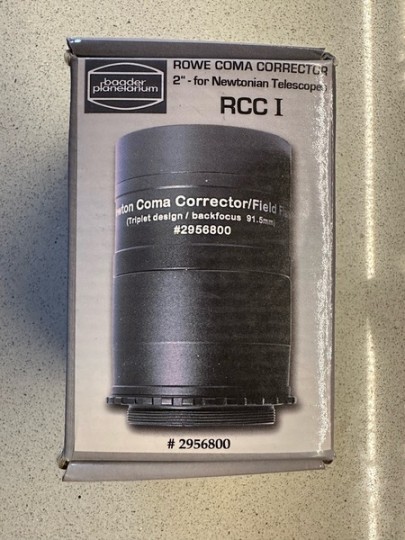 baader
planetarium
ROWE COMA CORRECTOR
2" - for Newtonian Telescopes
RCC I
Coma Corrector/Field
(Triplet design / backfocus 91.5mm)
#2956800
# 2956800